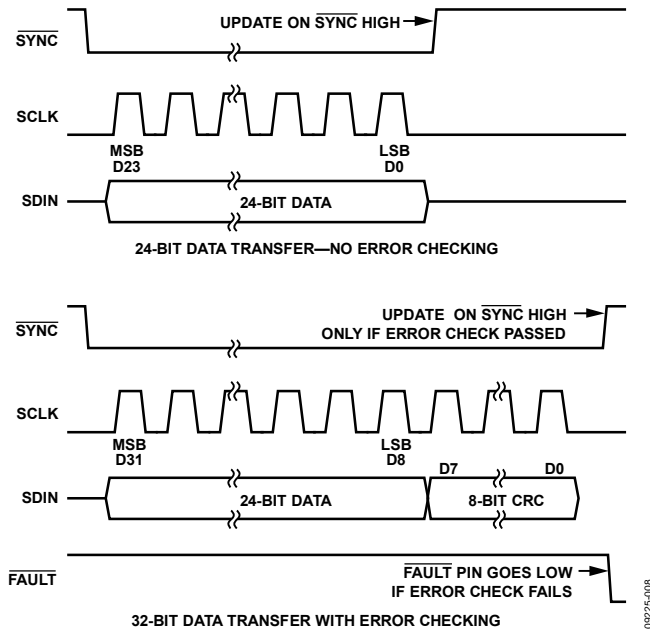 UPDATE ON SYNC HIGH
SYNC
SCLK
MSB
D23
LSB
D0
SDIN
24-BIT DATA
24-BIT DATA TRANSFER—NO ERROR CHECKING
UPDATE ON SYNC HIGH
ONLY IF ERROR CHECK PASSED
SYNC
SCLK
MSB
D31
LSB
D8
D7
D0
SDIN
24-BIT DATA
8-BIT CRC
FAULT
FAULT PIN GOES LOW
IF ERROR CHECK FAILS
32-BIT DATA TRANSFER WITH ERROR CHECKING
09225-008